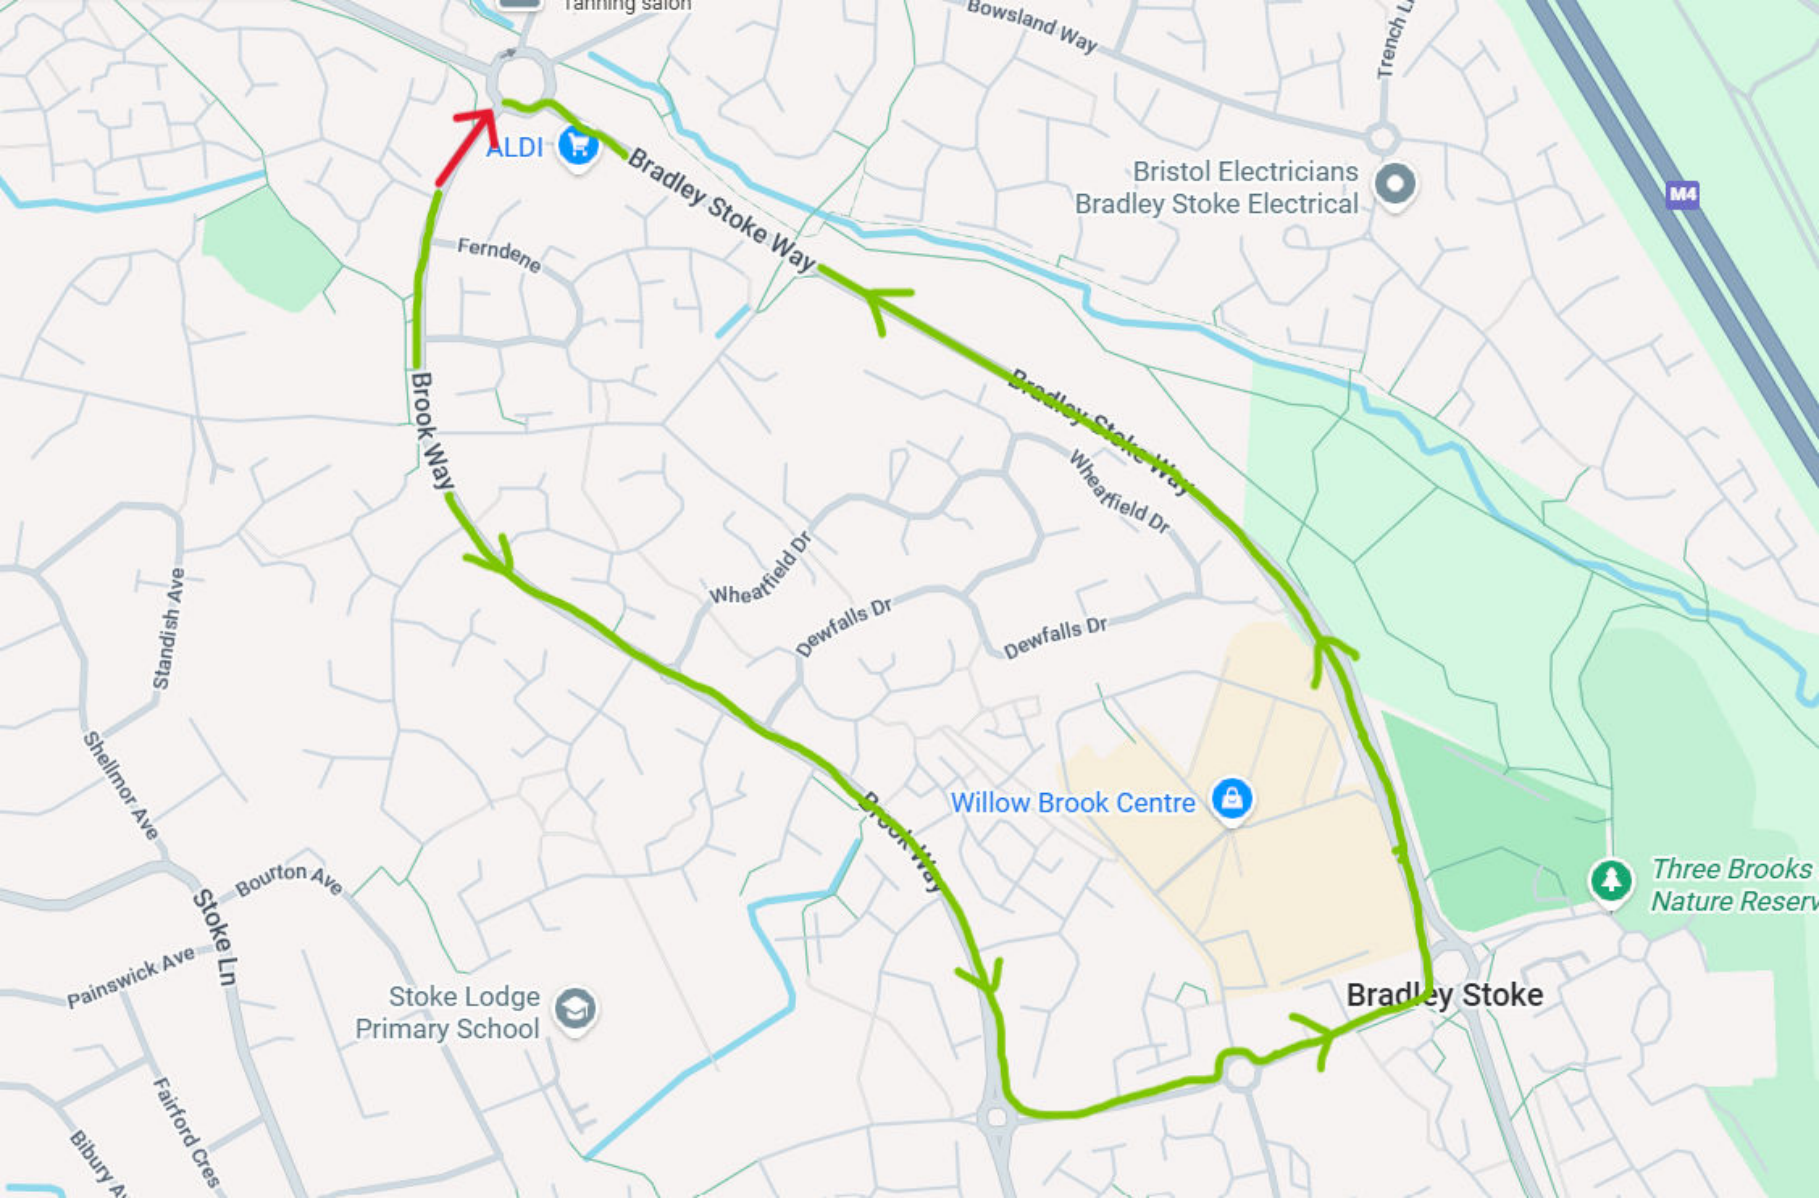 Tanning salon
Bowsland Way
Trench L
M4
ALDI
Bradley Stoke Way
Bristol Electricians
Bradley Stoke Electrical
Ferndene
Bradley Stoke Way
Brook Way
Wheatfield Dr
Wheatfield Dr
Dewfalls Dr
Dewfalls Dr
Standish Ave
Shellmor Ave
Brook Way
Willow Brook Centre
Three Brooks
Nature Reserv
Bourton Ave
Stoke Ln
Painswick Ave
Stoke Lodge
Primary School
Bradley Stoke
Fairford Cres
Bibury Av